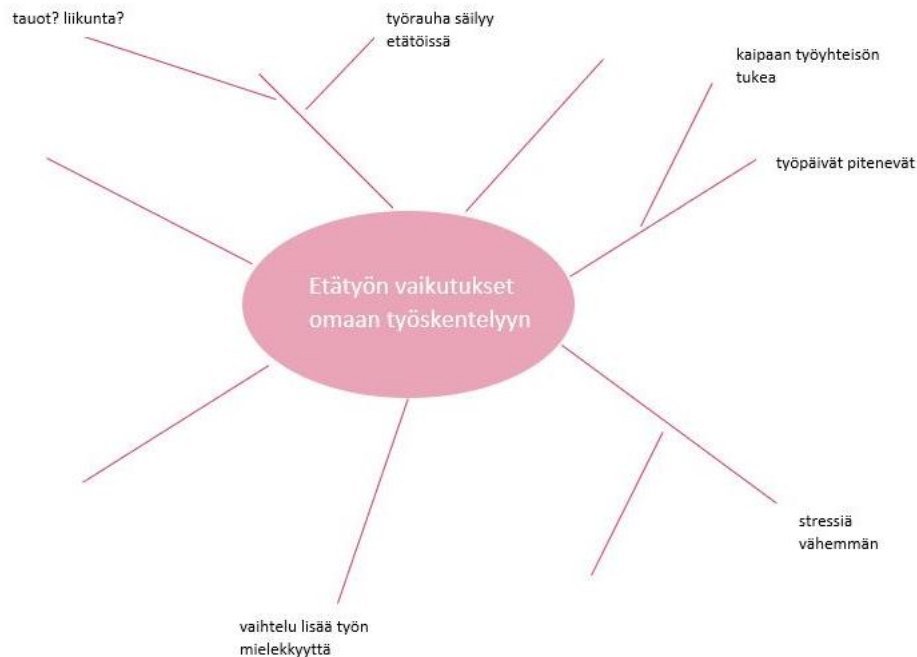 tauot? liikunta?
työrauha säilyy
etätöissä
kaipaan työyhteisön
tukea
työpäivät pitenevät
Etätyön vaikutukset
omaan työskentelyyn
stressiä
vähemmän
vaihtelu lisää työn
mielekkyyttä